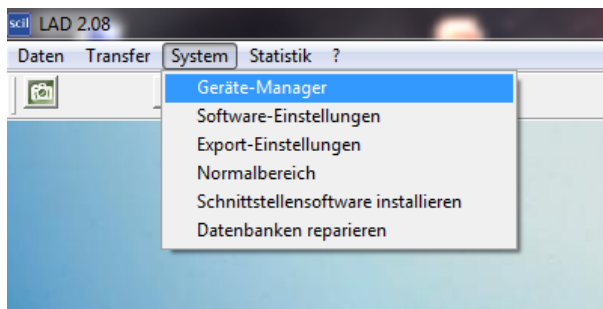 scil LAD 2.08
Daten Transfer System Statistik ?
Geräte-Manager
Software-Einstellungen
Export-Einstellungen
Normalbereich
Schnittstellensoftware installieren
Datenbanken reparieren